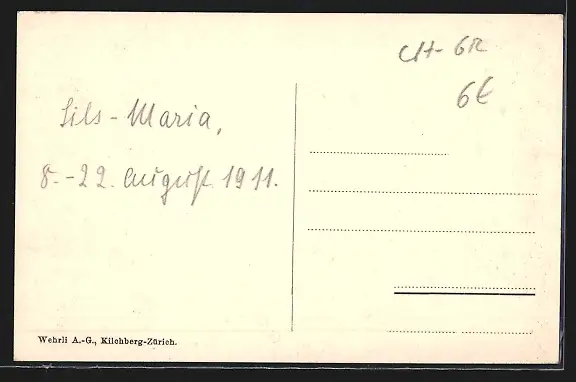 CH-GR
6€
Sils-Maria,
8.-22. August 1911.
Wehrli A.-G., Kilchberg-Zürich.